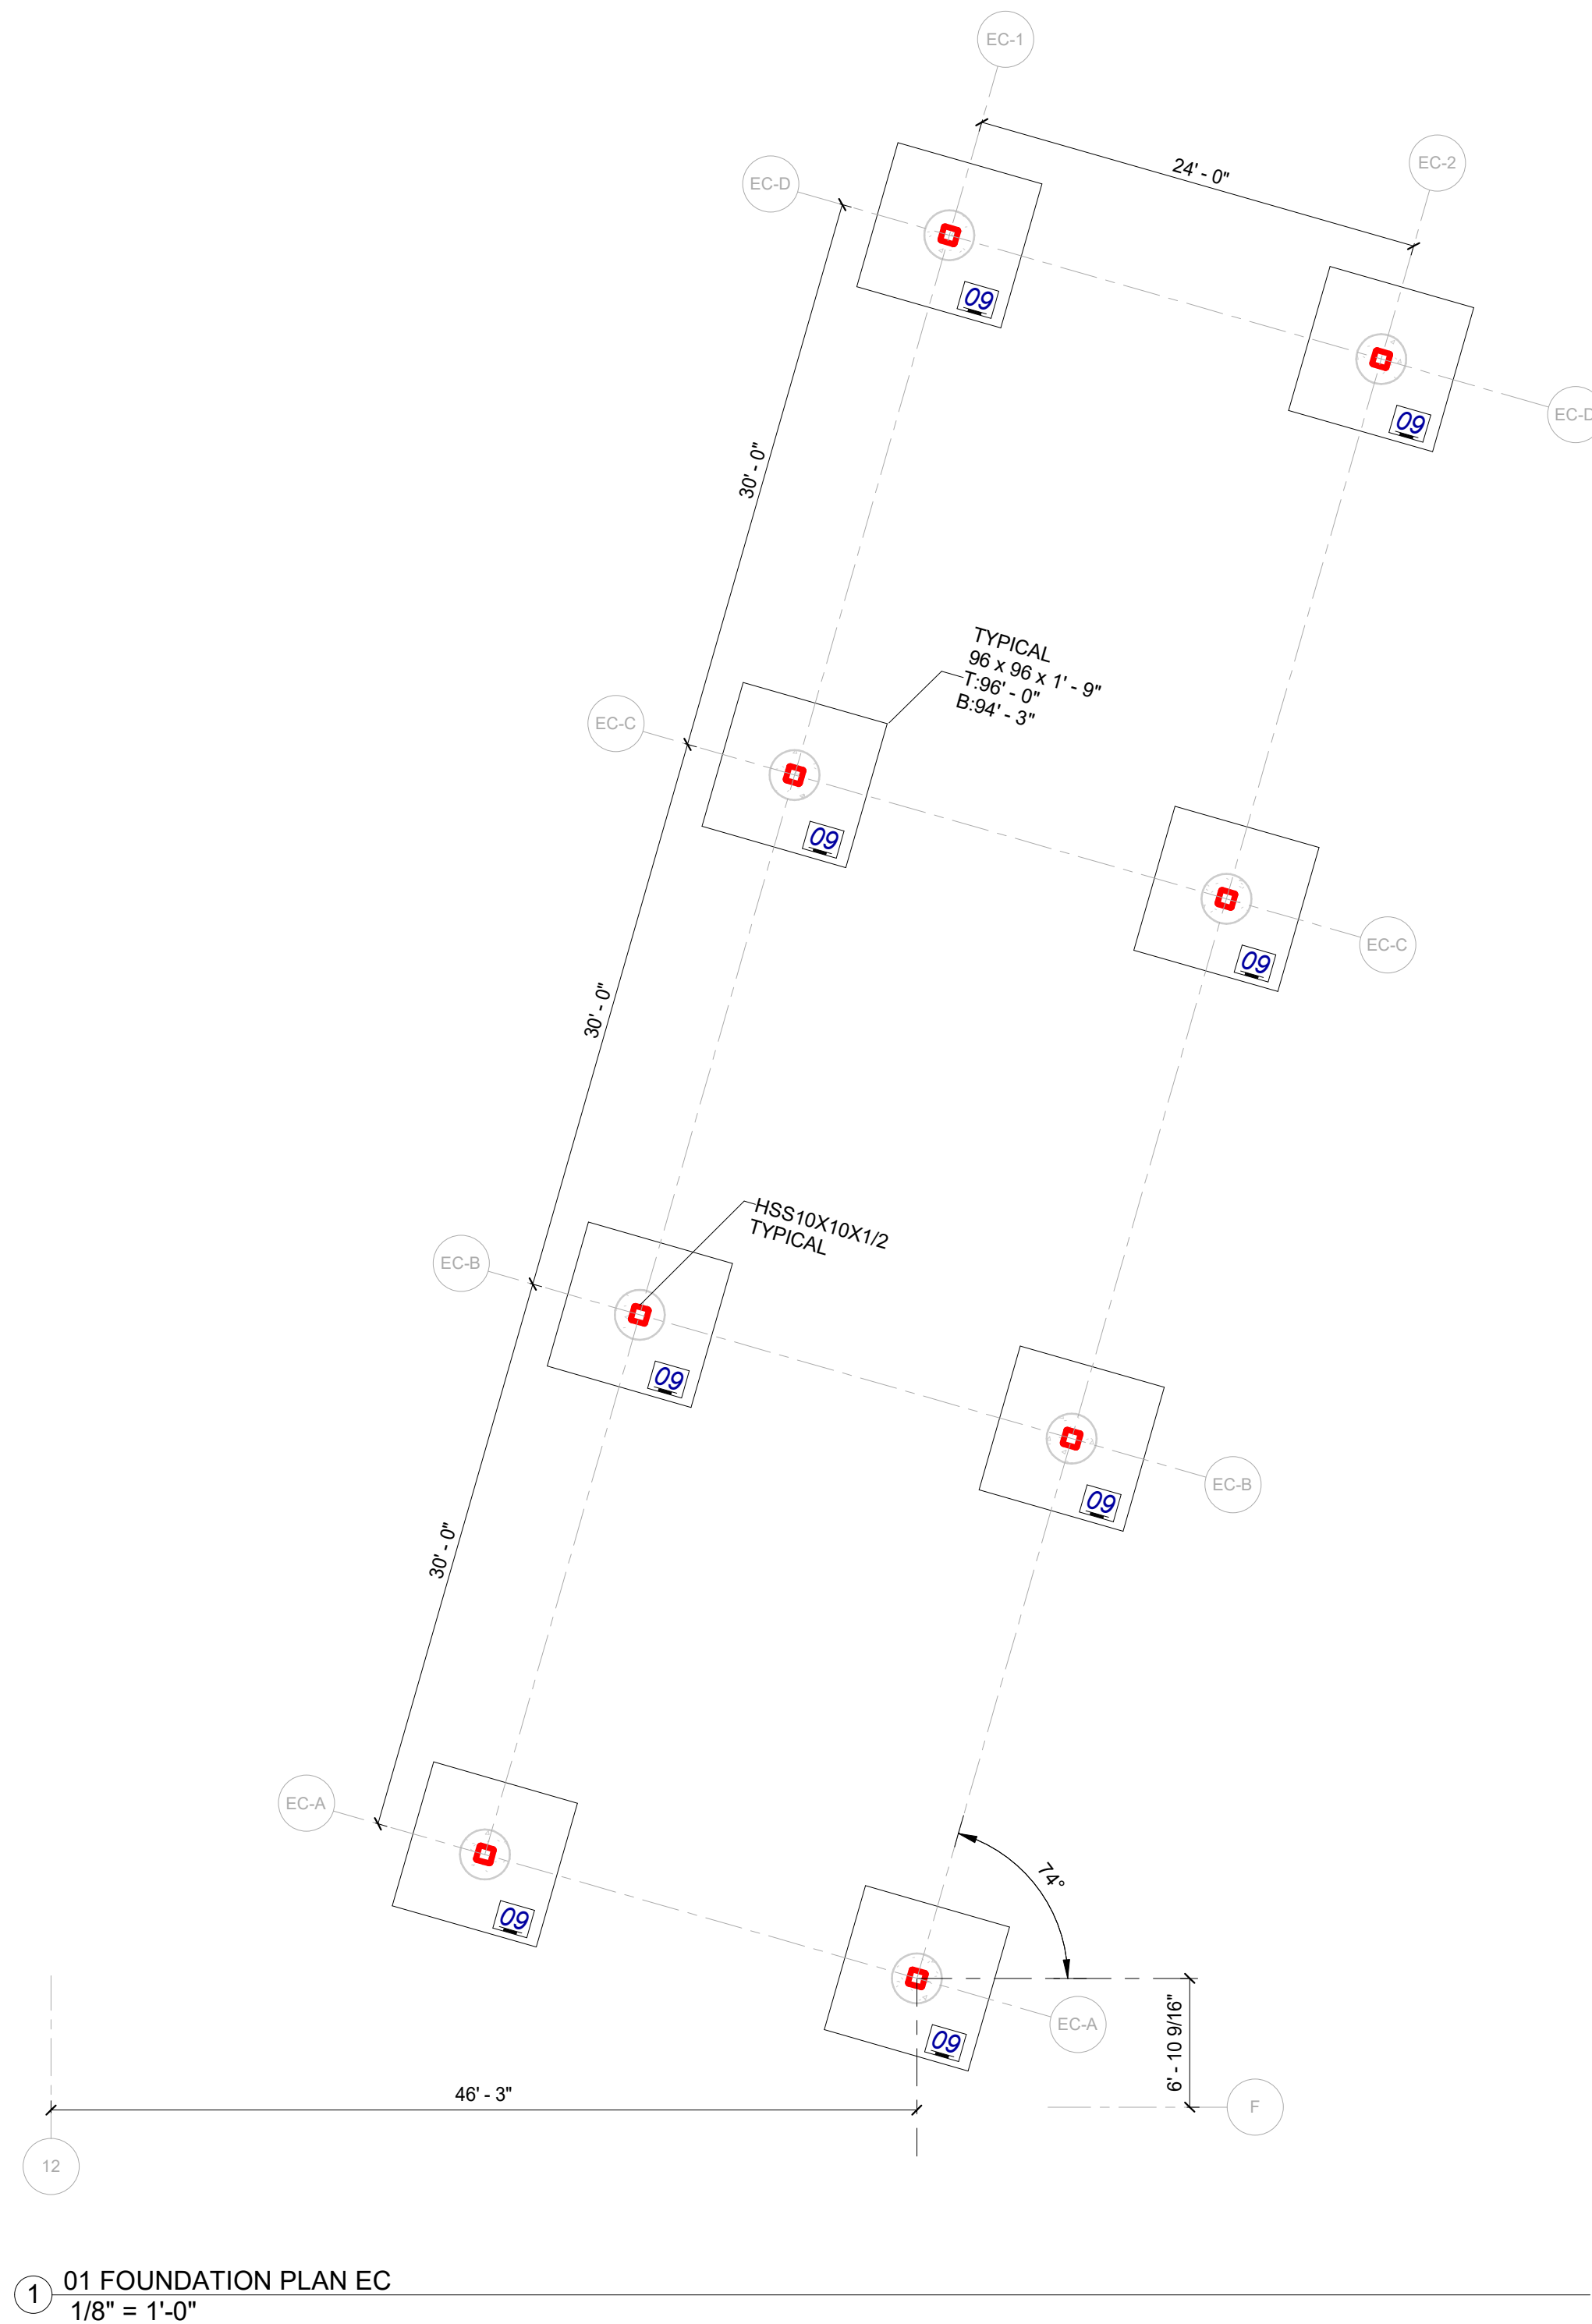 EC-1
EC-2
EC-D
24' - 0"
09
EC-D
09
30' - 0"
TYPICAL
96 x 96 x 1' - 9"
T:96' - 0"
B:94' - 3"
EC-C
09
EC-C
09
30' - 0"
HSS10X10X1/2
TYPICAL
EC-B
09
EC-B
09
30' - 0"
EC-A
09
74°
EC-A
09
6' - 10 9/16"
46' - 3"
F
12
1
01 FOUNDATION PLAN EC
1/8" = 1'-0"